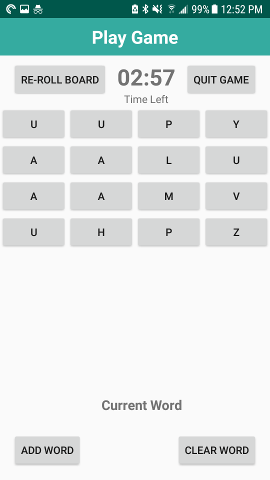 99% 12:52 PM
Play Game
RE-ROLL BOARD 02:57 QUIT GAME
Time Left
U U P Y
A A L U
A A M V
U H P Z
Current Word
ADD WORD CLEAR WORD